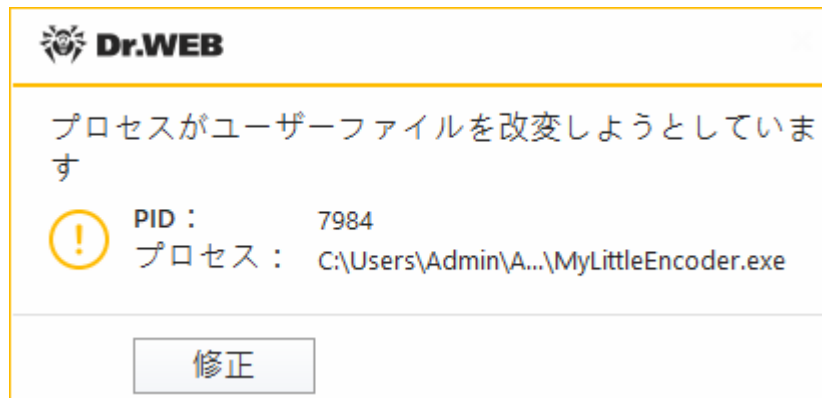 Dr.WEB
プロセスがユーザーファイルを改変しようとしていま
す
PID： 7984
プロセス： C:\Users\Admin\A...\MyLittleEncoder.exe
修正